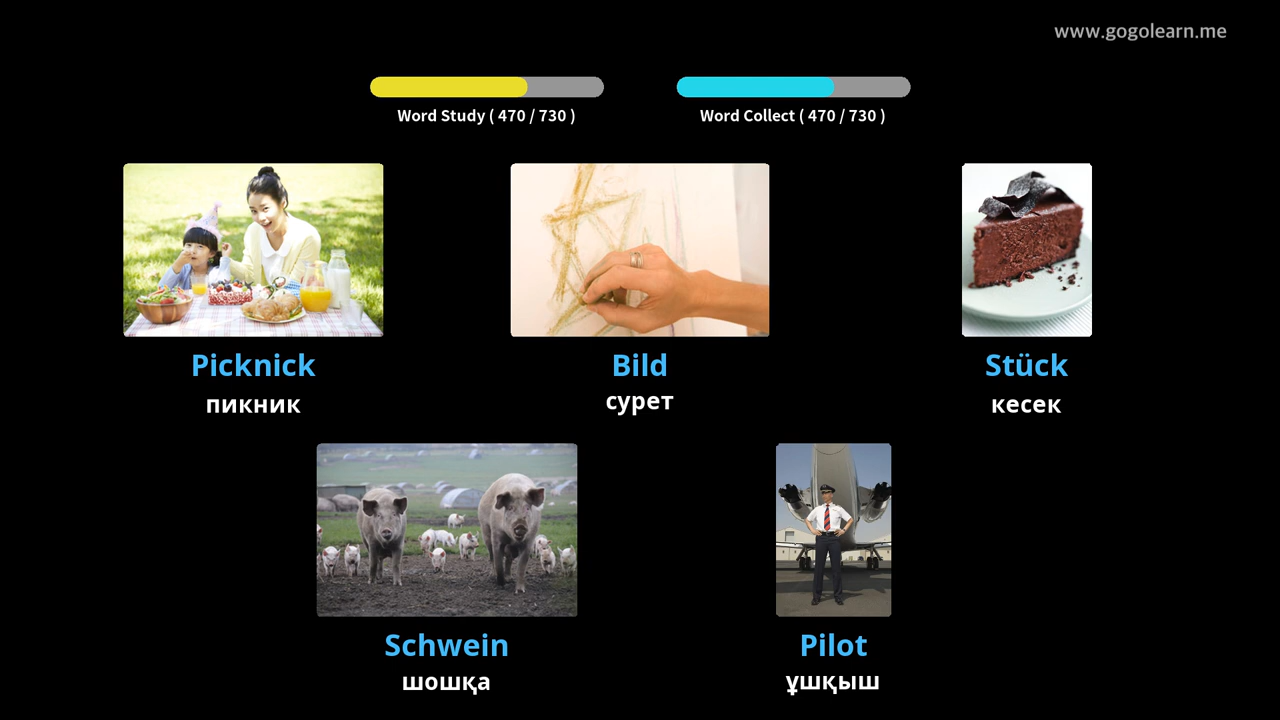 www.gogolearn.me
Word Study ( 470 / 730 )
Word Collect ( 470 / 730 )
Picknick
пикник
Bild
сурет
Stück
кесек
Schwein
шошқа
Pilot
ұшқыш